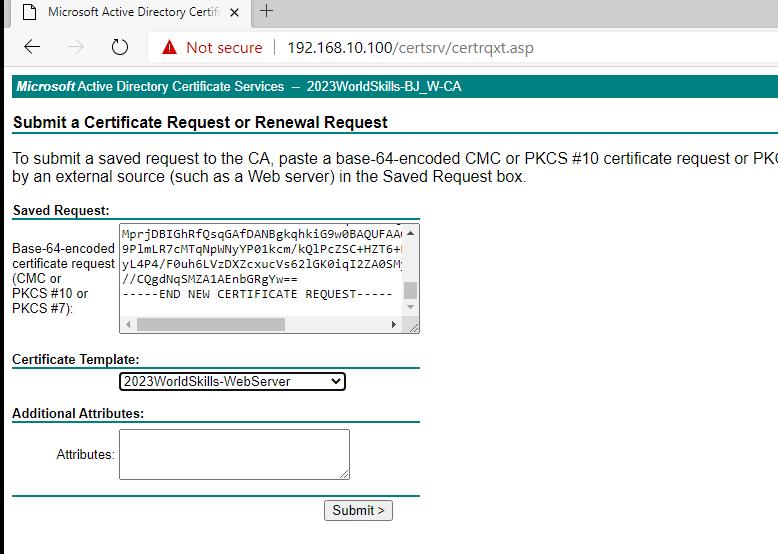 Microsoft Active Directory Certifi
Not secure | 192.168.10.100/certsrv/certrqxt.asp
Microsoft Active Directory Certificate Services -- 2023WorldSkills-BJ_W-CA
Submit a Certificate Request or Renewal Request
To submit a saved request to the CA, paste a base-64-encoded CMC or PKCS #10 certificate request or PKC
by an external source (such as a Web server) in the Saved Request box.
Saved Request:
Base-64-encoded
certificate request
(CMC or
PKCS #10 or
PKCS #7):
MprjDBIGhRfQsqGAfDANBgkqhkiG9w0BAQUFAA
9PlmLR7cMTqNpWNyYP01kcm/kQlPcZSC+HZT6+
yL4P4/F0uh6LVzDXZcxucVs62lGK0iqI2ZA0SM
//CQgdNqSMZA1AEnbGRgYw==
-----END NEW CERTIFICATE REQUEST-----
Certificate Template:
2023WorldSkills-WebServer
Additional Attributes:
Attributes:
Submit >